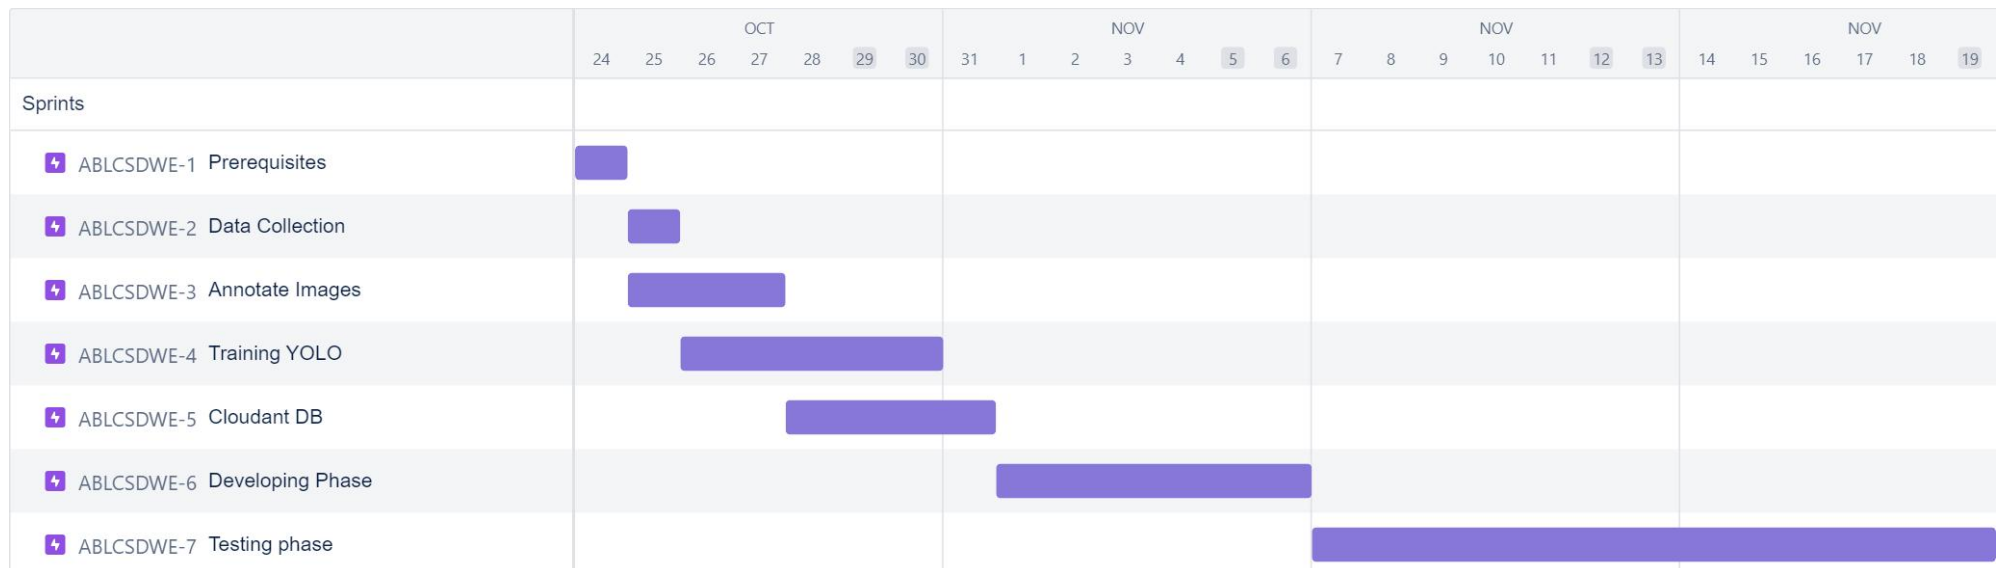 OCT NOV NOV NOV
24 25 26 27 28 29 30 31 1 2 3 4 5 6 7 8 9 10 11 12 13 14 15 16 17 18 19
Sprints
ABLCSDWE-1 Prerequisites
ABLCSDWE-2 Data Collection
ABLCSDWE-3 Annotate Images
ABLCSDWE-4 Training YOLO
ABLCSDWE-5 Cloudant DB
ABLCSDWE-6 Developing Phase
ABLCSDWE-7 Testing phase